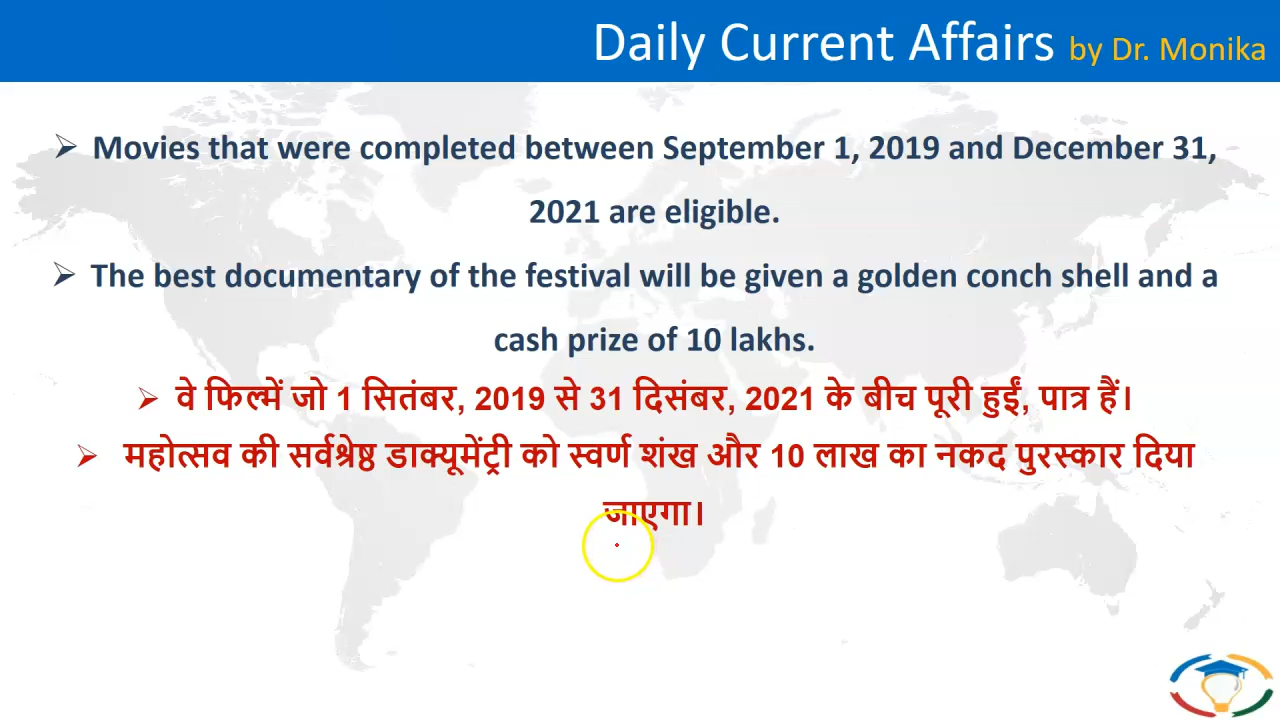 Daily Current Affairs by Dr. Monika
➢ Movies that were completed between September 1, 2019 and December 31,
2021 are eligible.
➢ The best documentary of the festival will be given a golden conch shell and a
cash prize of 10 lakhs.
➢ वे फिल्में जो 1 सितंबर, 2019 से 31 दिसंबर, 2021 के बीच पूरी हुईं, पात्र हैं।
➢ महोत्सव की सर्वश्रेष्ठ डाक्यूमेंट्री को स्वर्ण शंख और 10 लाख का नकद पुरस्कार दिया
जाएगा।